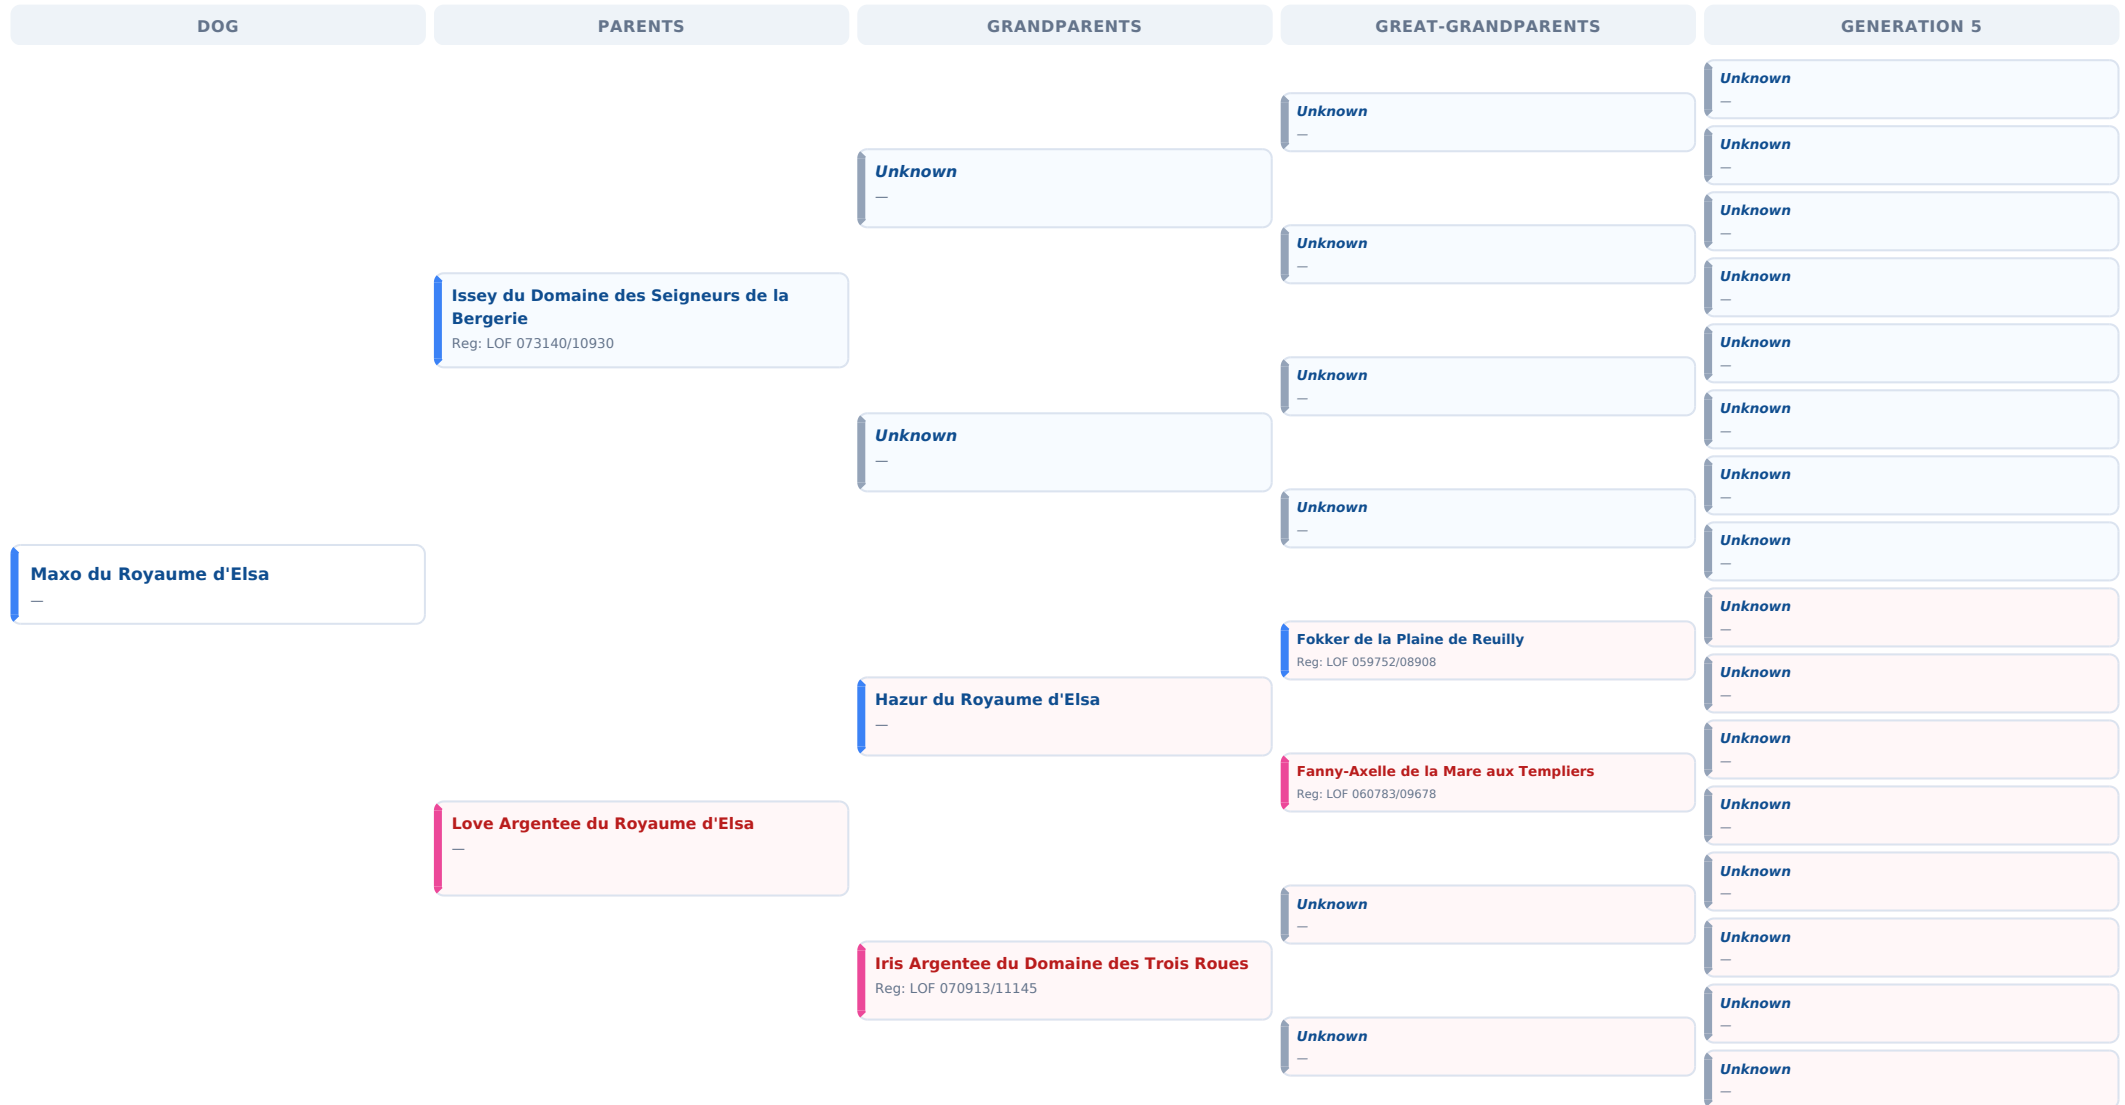 DOG
PARENTS
GRANDPARENTS
GREAT-GRANDPARENTS
GENERATION 5
Maxo du Royaume d'Elsa
—
Issey du Domaine des Seigneurs de la
Bergerie
Reg: LOF 073140/10930
Love Argentee du Royaume d'Elsa
—
Unknown
—
Unknown
—
Hazur du Royaume d'Elsa
—
Iris Argentee du Domaine des Trois Roues
Reg: LOF 070913/11145
Unknown
—
Unknown
—
Unknown
—
Unknown
—
Fokker de la Plaine de Reuilly
Reg: LOF 059752/08908
Fanny-Axelle de la Mare aux Templiers
Reg: LOF 060783/09678
Unknown
—
Unknown
—
Unknown
—
Unknown
—
Unknown
—
Unknown
—
Unknown
—
Unknown
—
Unknown
—
Unknown
—
Unknown
—
Unknown
—
Unknown
—
Unknown
—
Unknown
—
Unknown
—
Unknown
—
Unknown
—